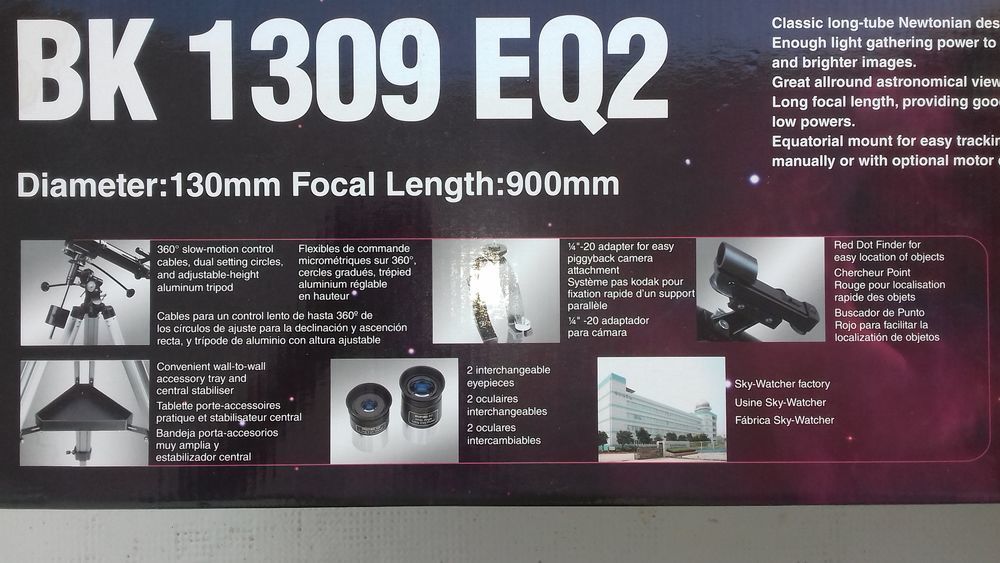 BK 1309 EQ2
Diameter:130mm Focal Length:900mm
Classic long-tube Newtonian
Enough light gathering power to
and brighter images.
Great allround astronomical
Long focal length, providing
low powers.
Equatorial mount for easy
manually or with optional motor
360° slow-motion control
cables, dual setting circles,
and adjustable-height
aluminum tripod
Flexibles de commande
micrométriques sur 360°,
cercles gradués, trépied
aluminium réglable
en hauteur
Cables para un control lento de hasta 360º de
los círculos de ajuste para la declinación y ascención
recta, y trípode de aluminio con altura ajustable
¼"-20 adapter for easy
piggyback camera
attachment
Système pas kodak pour
fixation rapide d'un support
parallèle
¼" -20 adaptador
para cámara
Red Dot Finder for
easy location of objects
Chercheur Point
Rouge pour localisation
rapide des objets
Buscador de Punto
Rojo para facilitar la
localizatión de objetos
Convenient wall-to-wall
accessory tray and
central stabiliser
Tablette porte-accessoires
pratique et stabilisateur central
Bandeja porta-accesorios
muy amplia y
estabilizador central
2 interchangeable
eyepieces
2 oculaires
interchangeables
2 oculares
intercambiables
Sky-Watcher factory
Usine Sky-Watcher
Fábrica Sky-Watcher